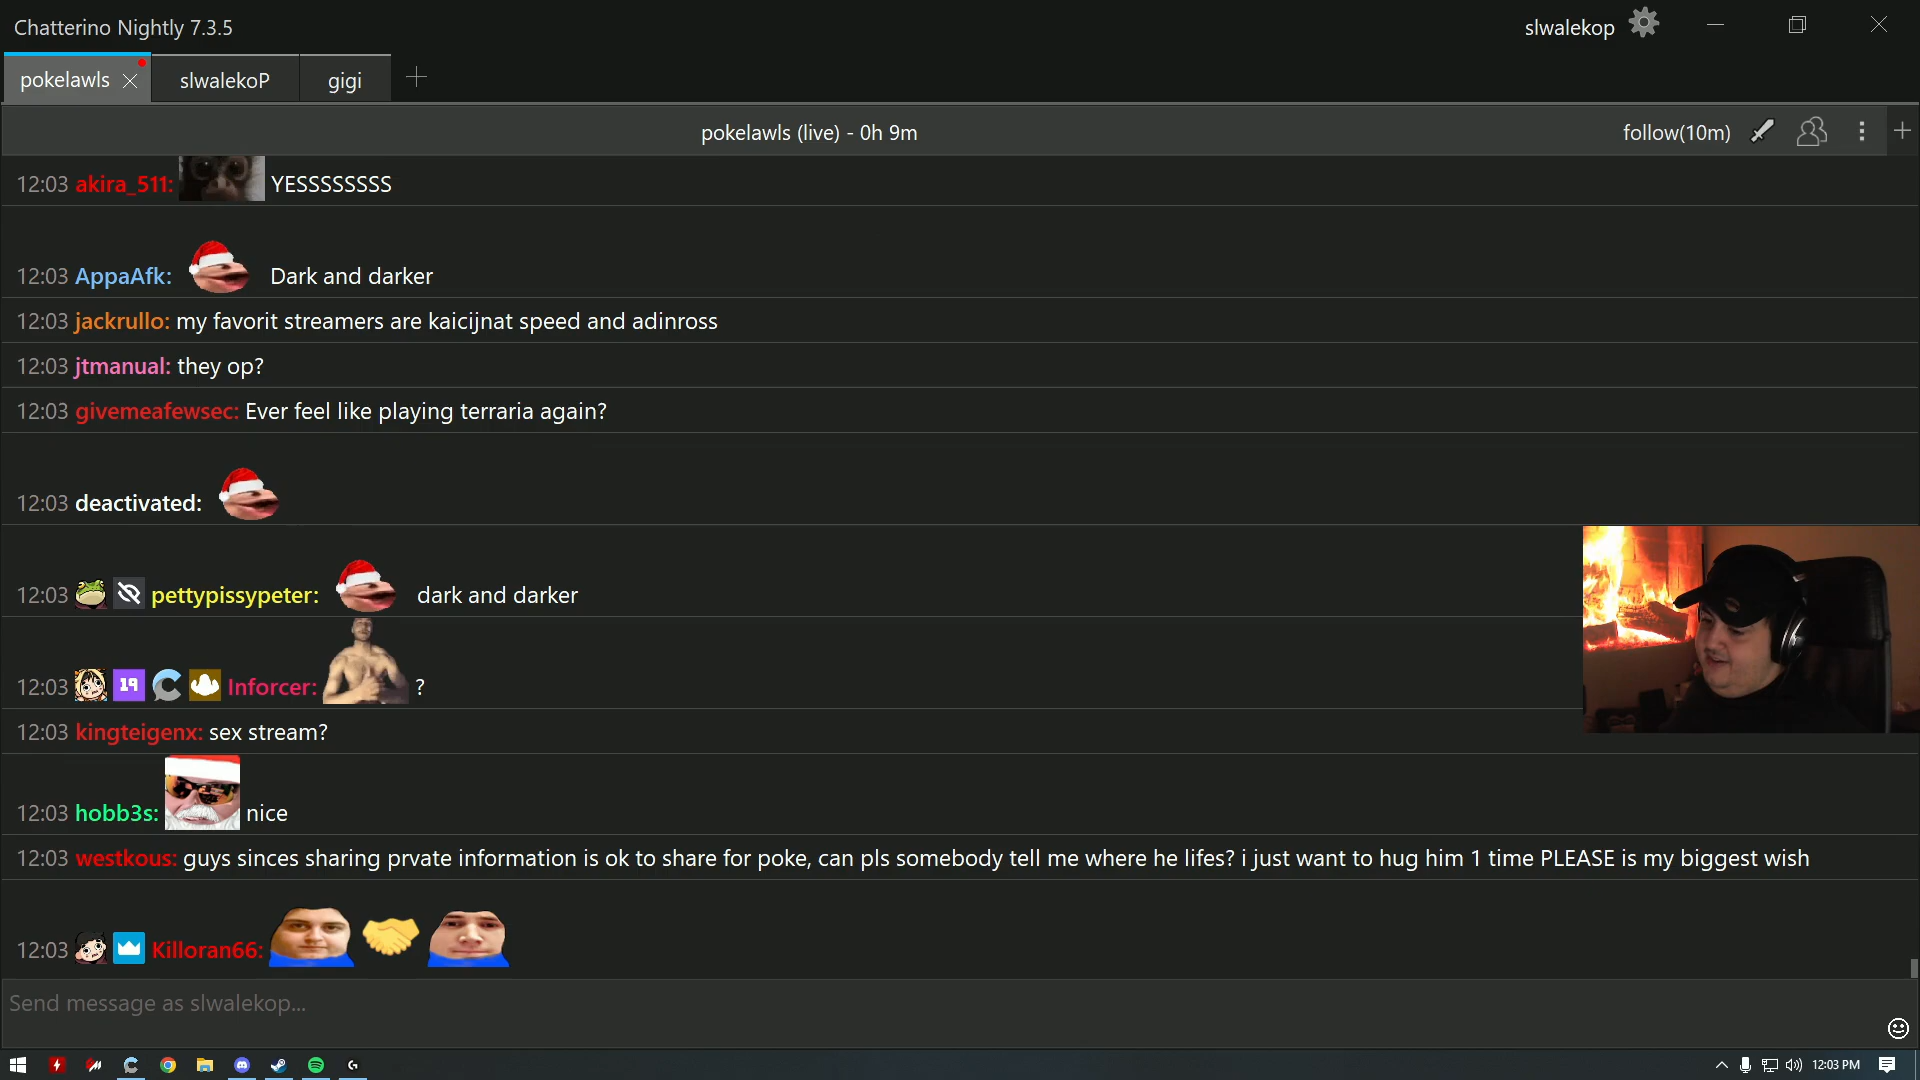 Chatterino Nightly 7.3.5
slwalekop
pokelawls
slwalekoP
gigi
pokelawls (live) - 0h 9m
follow(10m)
12:03 akira_511: YESSSSSSSS
12:03 AppaAfk: Dark and darker
12:03 jackrullo: my favorit streamers are kaicijnat speed and adinross
12:03 jtmanual: they op?
12:03 givemeafewsec: Ever feel like playing terraria again?
12:03 deactivated:
12:03 pettypissypeter: dark and darker
12:03 19 Inforcer: ?
12:03 kingteigenx: sex stream?
12:03 hobb3s: nice
12:03 westkous: guys sinces sharing prvate information is ok to share for poke, can pls somebody tell me where he lifes? i just want to hug him 1 time PLEASE is my biggest wish
12:03 Killoran66:
Send message as slwalekop...
12:03 PM